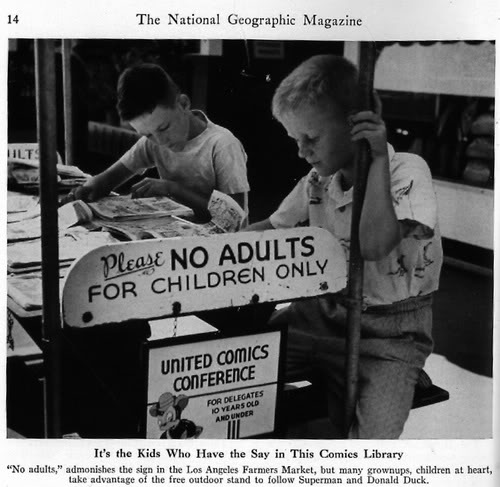 14
The National Geographic Magazine
ULTS
Please NO ADULTS
FOR CHILDREN ONLY
UNITED COMICS
CONFERENCE
FOR DELEGATES
10 YEARS OLD
AND UNDER
It's the Kids Who Have the Say in This Comics Library
"No adults," admonishes the sign in the Los Angeles Farmers Market, but many grownups, children at heart,
take advantage of the free outdoor stand to follow Superman and Donald Duck.